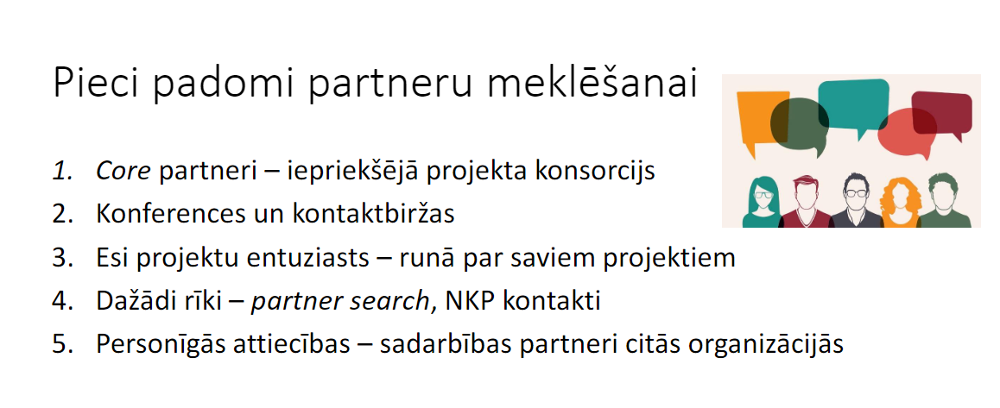 Pieci padomi partneru meklēšanai
1. Core partneri – iepriekšējā projekta konsorcijs
2. Konferences un kontaktbiržas
3. Esi projektu entuziasts – runā par saviem projektiem
4. Dažādi rīki – partner search, NKP kontakti
5. Personīgās attiecības – sadarbības partneri citās organizācijās